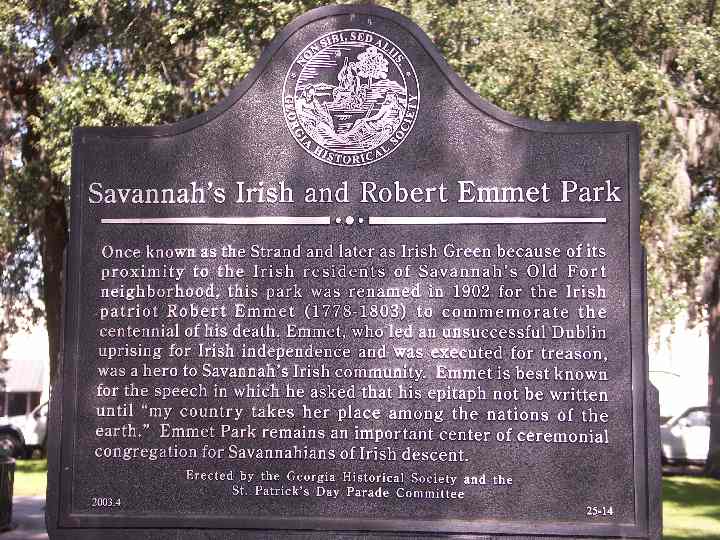 NON SIBI, SED ALIIS.
GEORGIA HISTORICAL SOCIETY
Savannah's Irish and Robert Emmet Park
Once known as the Strand and later as Irish Green because of its
proximity to the Irish residents of Savannah's Old Fort
neighborhood, this park was renamed in 1902 for the Irish
patriot Robert Emmet (1778-1803) to commemorate the
centennial of his death. Emmet, who led an unsuccessful Dublin
uprising for Irish independence and was executed for treason,
was a hero to Savannah's Irish community. Emmet is best known
for the speech in which he asked that his epitaph not be written
until "my country takes her place among the nations of the
earth." Emmet Park remains an important center of ceremonial
congregation for Savannahians of Irish descent.
Erected by the Georgia Historical Society and the
St. Patrick's Day Parade Committee
2003.4
25-14